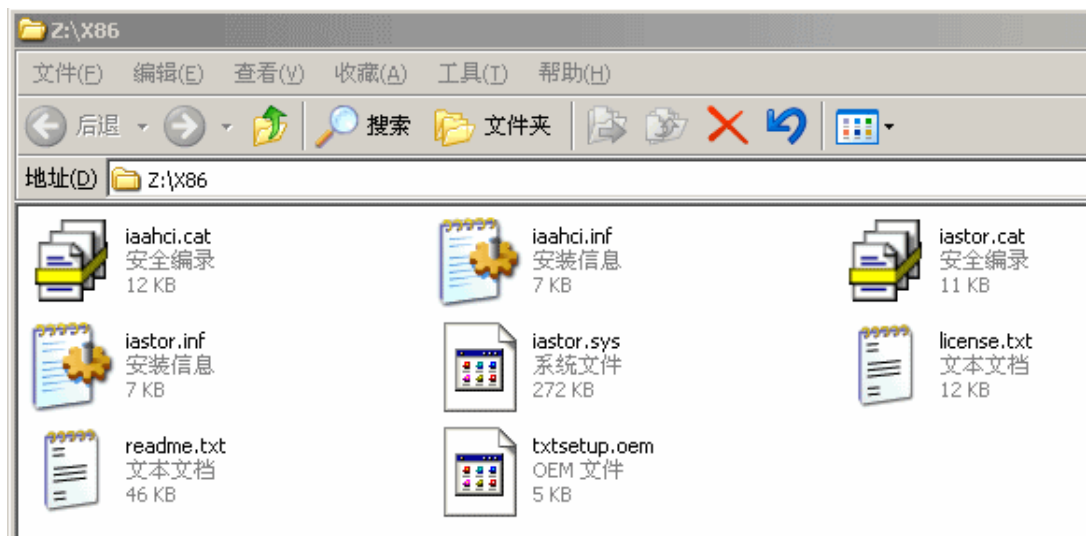 Z:\X86
文件(F) 编辑(E) 查看(V) 收藏(A) 工具(T) 帮助(H)
后退 搜索 文件夹
地址(D) Z:\X86
iaahci.cat
安全编录
12 KB
iaahci.inf
安装信息
7 KB
iastor.cat
安全编录
11 KB
iastor.inf
安装信息
7 KB
iastor.sys
系统文件
272 KB
license.txt
文本文档
12 KB
readme.txt
文本文档
46 KB
txtsetup.oem
OEM 文件
5 KB